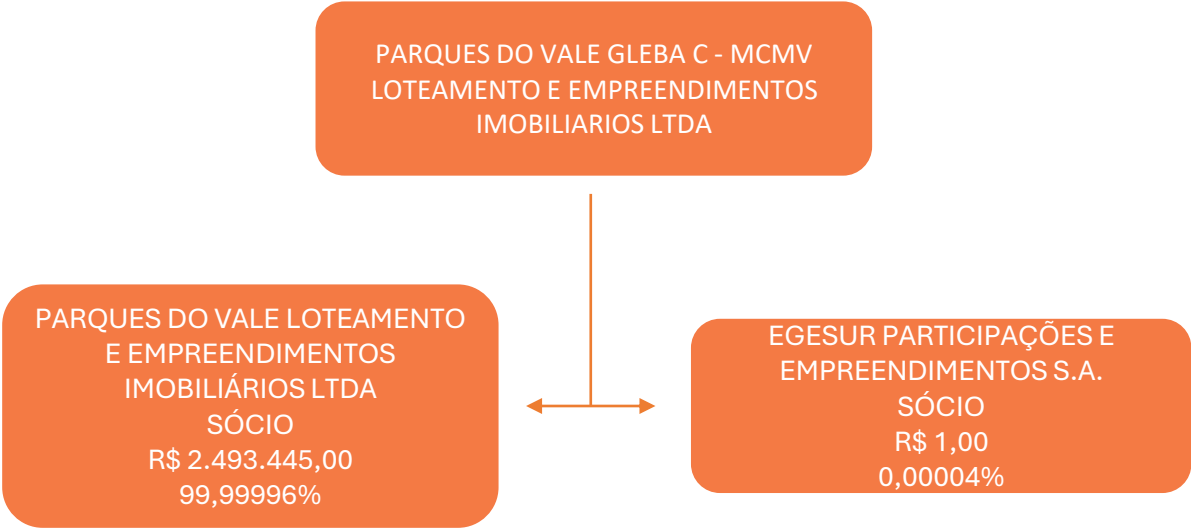 PARQUES DO VALE GLEBA C - MCMV
LOTEAMENTO E EMPREENDIMENTOS
IMOBILIARIOS LTDA
PARQUES DO VALE LOTEAMENTO
E EMPREENDIMENTOS
IMOBILIÁRIOS LTDA
SÓCIO
R$ 2.493.445,00
99,99996%
EGESUR PARTICIPAÇÕES E
EMPREENDIMENTOS S.A.
SÓCIO
R$ 1,00
0,00004%